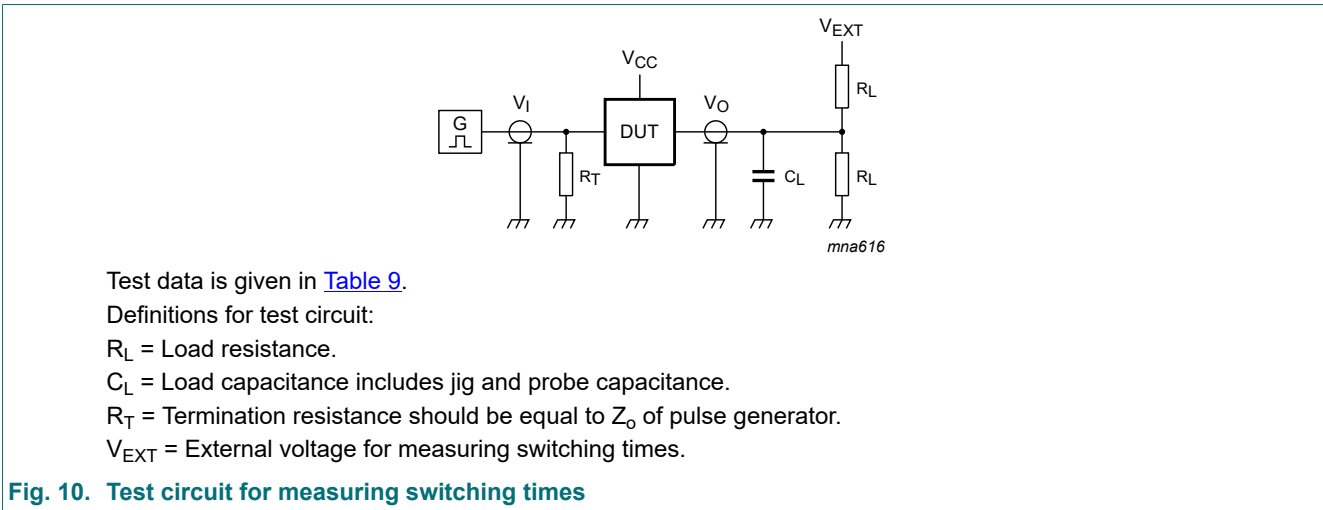 VEXT
VCC
RL
VI
VO
G
DUT
RT
CL
RL
mna616
Test data is given in Table 9.
Definitions for test circuit:
RL = Load resistance.
CL = Load capacitance includes jig and probe capacitance.
RT = Termination resistance should be equal to Zo of pulse generator.
VEXT = External voltage for measuring switching times.
Fig. 10. Test circuit for measuring switching times